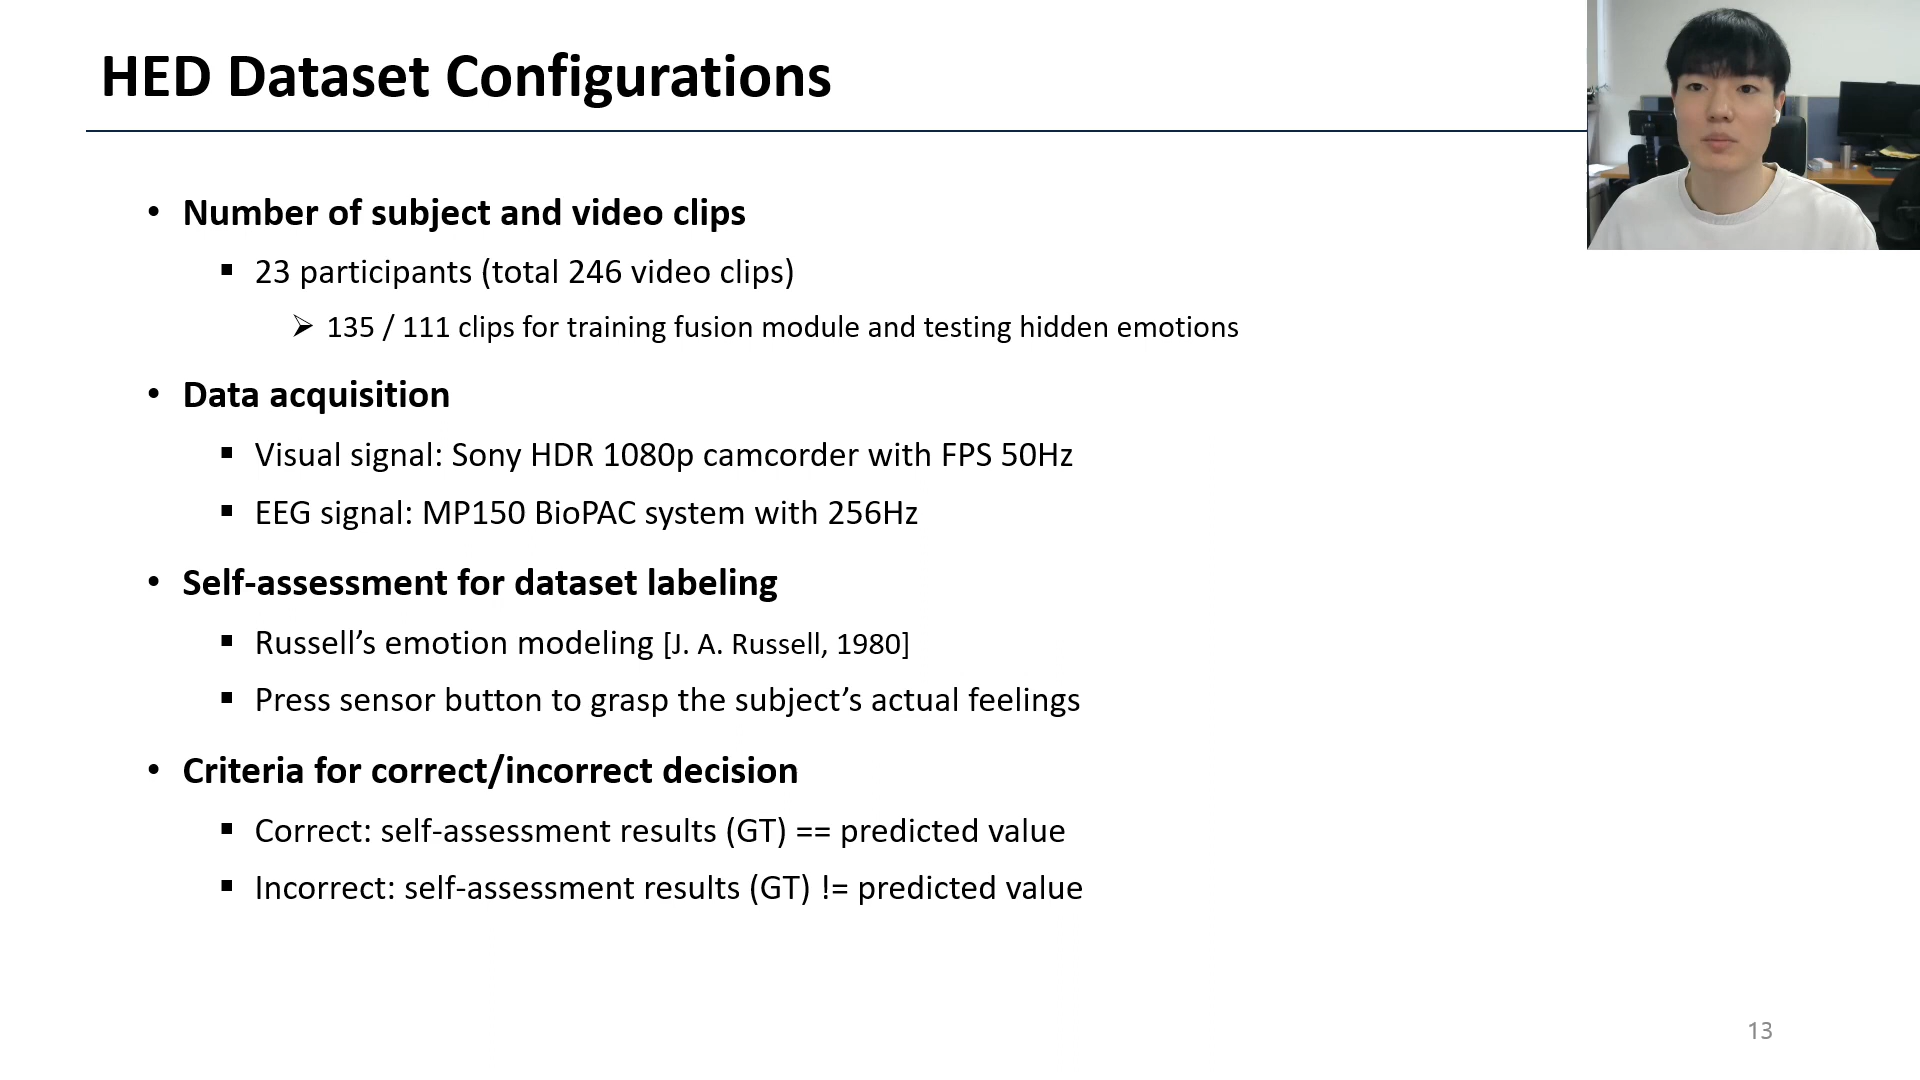 HED Dataset Configurations
• Number of subject and video clips
▪ 23 participants (total 246 video clips)
➢ 135 / 111 clips for training fusion module and testing hidden emotions
• Data acquisition
▪ Visual signal: Sony HDR 1080p camcorder with FPS 50Hz
▪ EEG signal: MP150 BioPAC system with 256Hz
• Self-assessment for dataset labeling
▪ Russell’s emotion modeling [J. A. Russell, 1980]
▪ Press sensor button to grasp the subject’s actual feelings
• Criteria for correct/incorrect decision
▪ Correct: self-assessment results (GT) == predicted value
▪ Incorrect: self-assessment results (GT) != predicted value
13